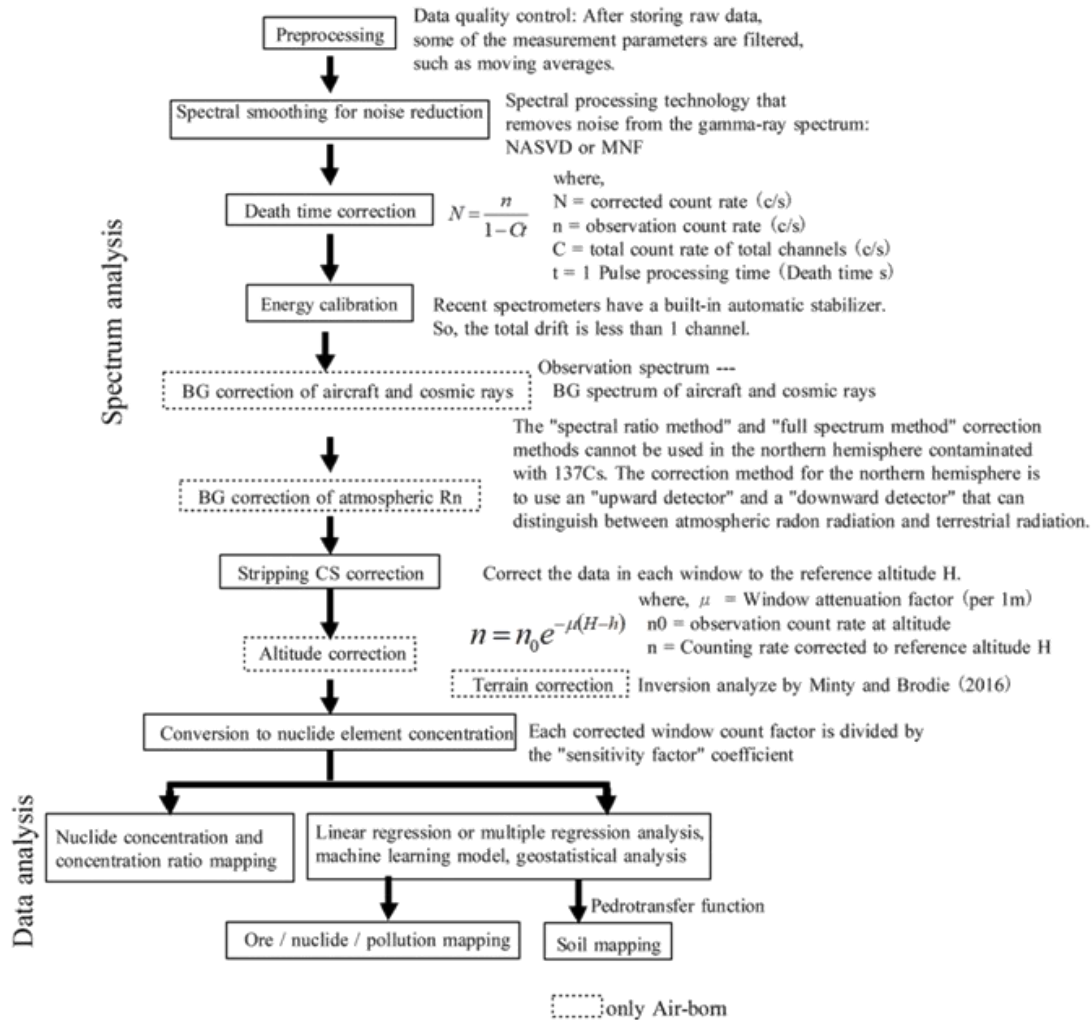 Preprocessing
Data quality control: After storing raw data,
some of the measurement parameters are filtered,
such as moving averages.
Spectral smoothing for noise reduction
Spectral processing technology that
removes noise from the gamma-ray spectrum:
NASVD or MNF
Death time correction
N = n / 1 − Ct
where,
N = corrected count rate (c/s)
n = observation count rate (c/s)
C = total count rate of total channels (c/s)
t = 1 Pulse processing time (Death time s)
Energy calibration
Recent spectrometers have a built-in automatic stabilizer.
So, the total drift is less than 1 channel.
BG correction of aircraft and cosmic rays
Observation spectrum ---
BG spectrum of aircraft and cosmic rays
The "spectral ratio method" and "full spectrum method" correction
methods cannot be used in the northern hemisphere contaminated
with 137Cs. The correction method for the northern hemisphere is
to use an "upward detector" and a "downward detector" that can
distinguish between atmospheric radon radiation and terrestrial radiation.
BG correction of atmospheric Rn
Stripping CS correction
Correct the data in each window to the reference altitude H.
where, μ = Window attenuation factor (per 1m)
n0 = observation count rate at altitude
n = Counting rate corrected to reference altitude H
n = n₀e^−μ(H−h)
Altitude correction
Terrain correction
Inversion analyze by Minty and Brodie (2016)
Conversion to nuclide element concentration
Each corrected window count factor is divided by
the "sensitivity factor" coefficient
Spectrum analysis
Nuclide concentration and
concentration ratio mapping
Linear regression or multiple regression analysis,
machine learning model, geostatistical analysis
Pedrotransfer function
Ore / nuclide / pollution mapping
Soil mapping
Data analysis
only Air-born